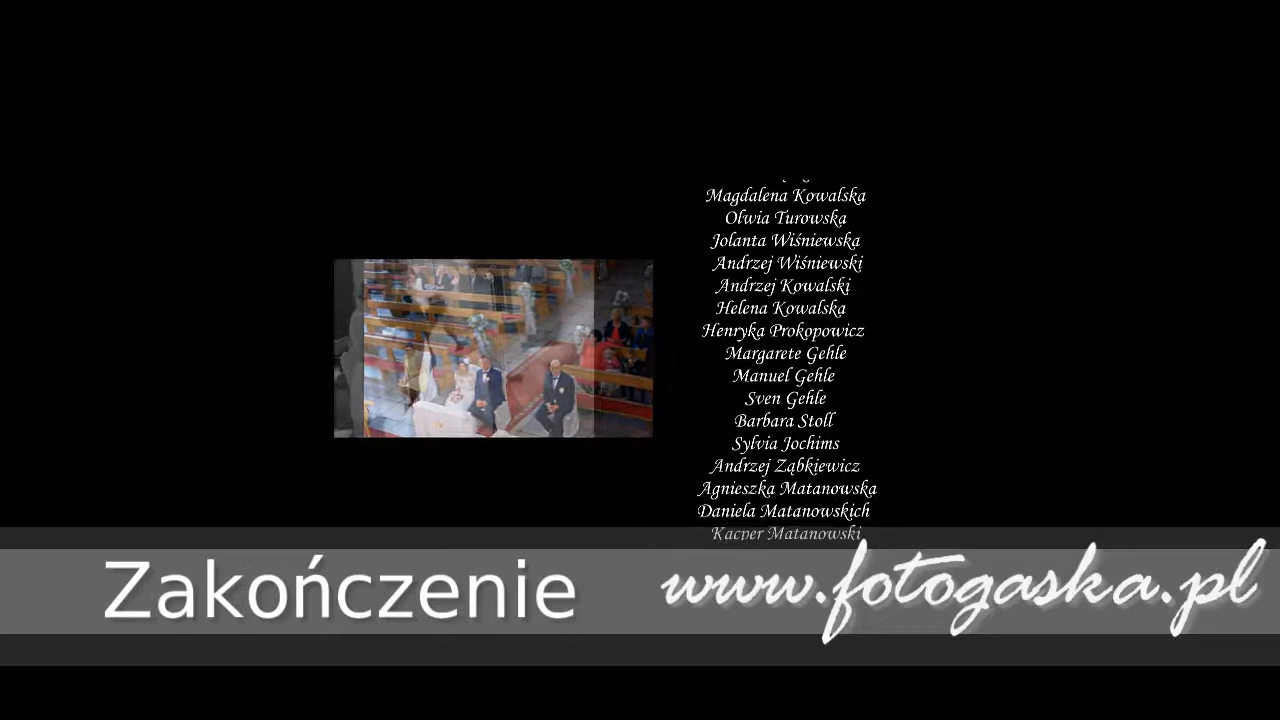 Magdalena Kowalska
Olwia Turowska
Jolanta Wiśniewska
Andrzej Wiśniewski
Andrzej Kowalski
Helena Kowalska
Henryka Prokopowicz
Margarete Gehle
Manuel Gehle
Sven Gehle
Barbara Stoll
Sylvia Jochims
Andrzej Ząbkiewicz
Agnieszka Matanowska
Daniela Matanowskich
Kacper Matanowski
Zakończenie
www.fotogaska.pl